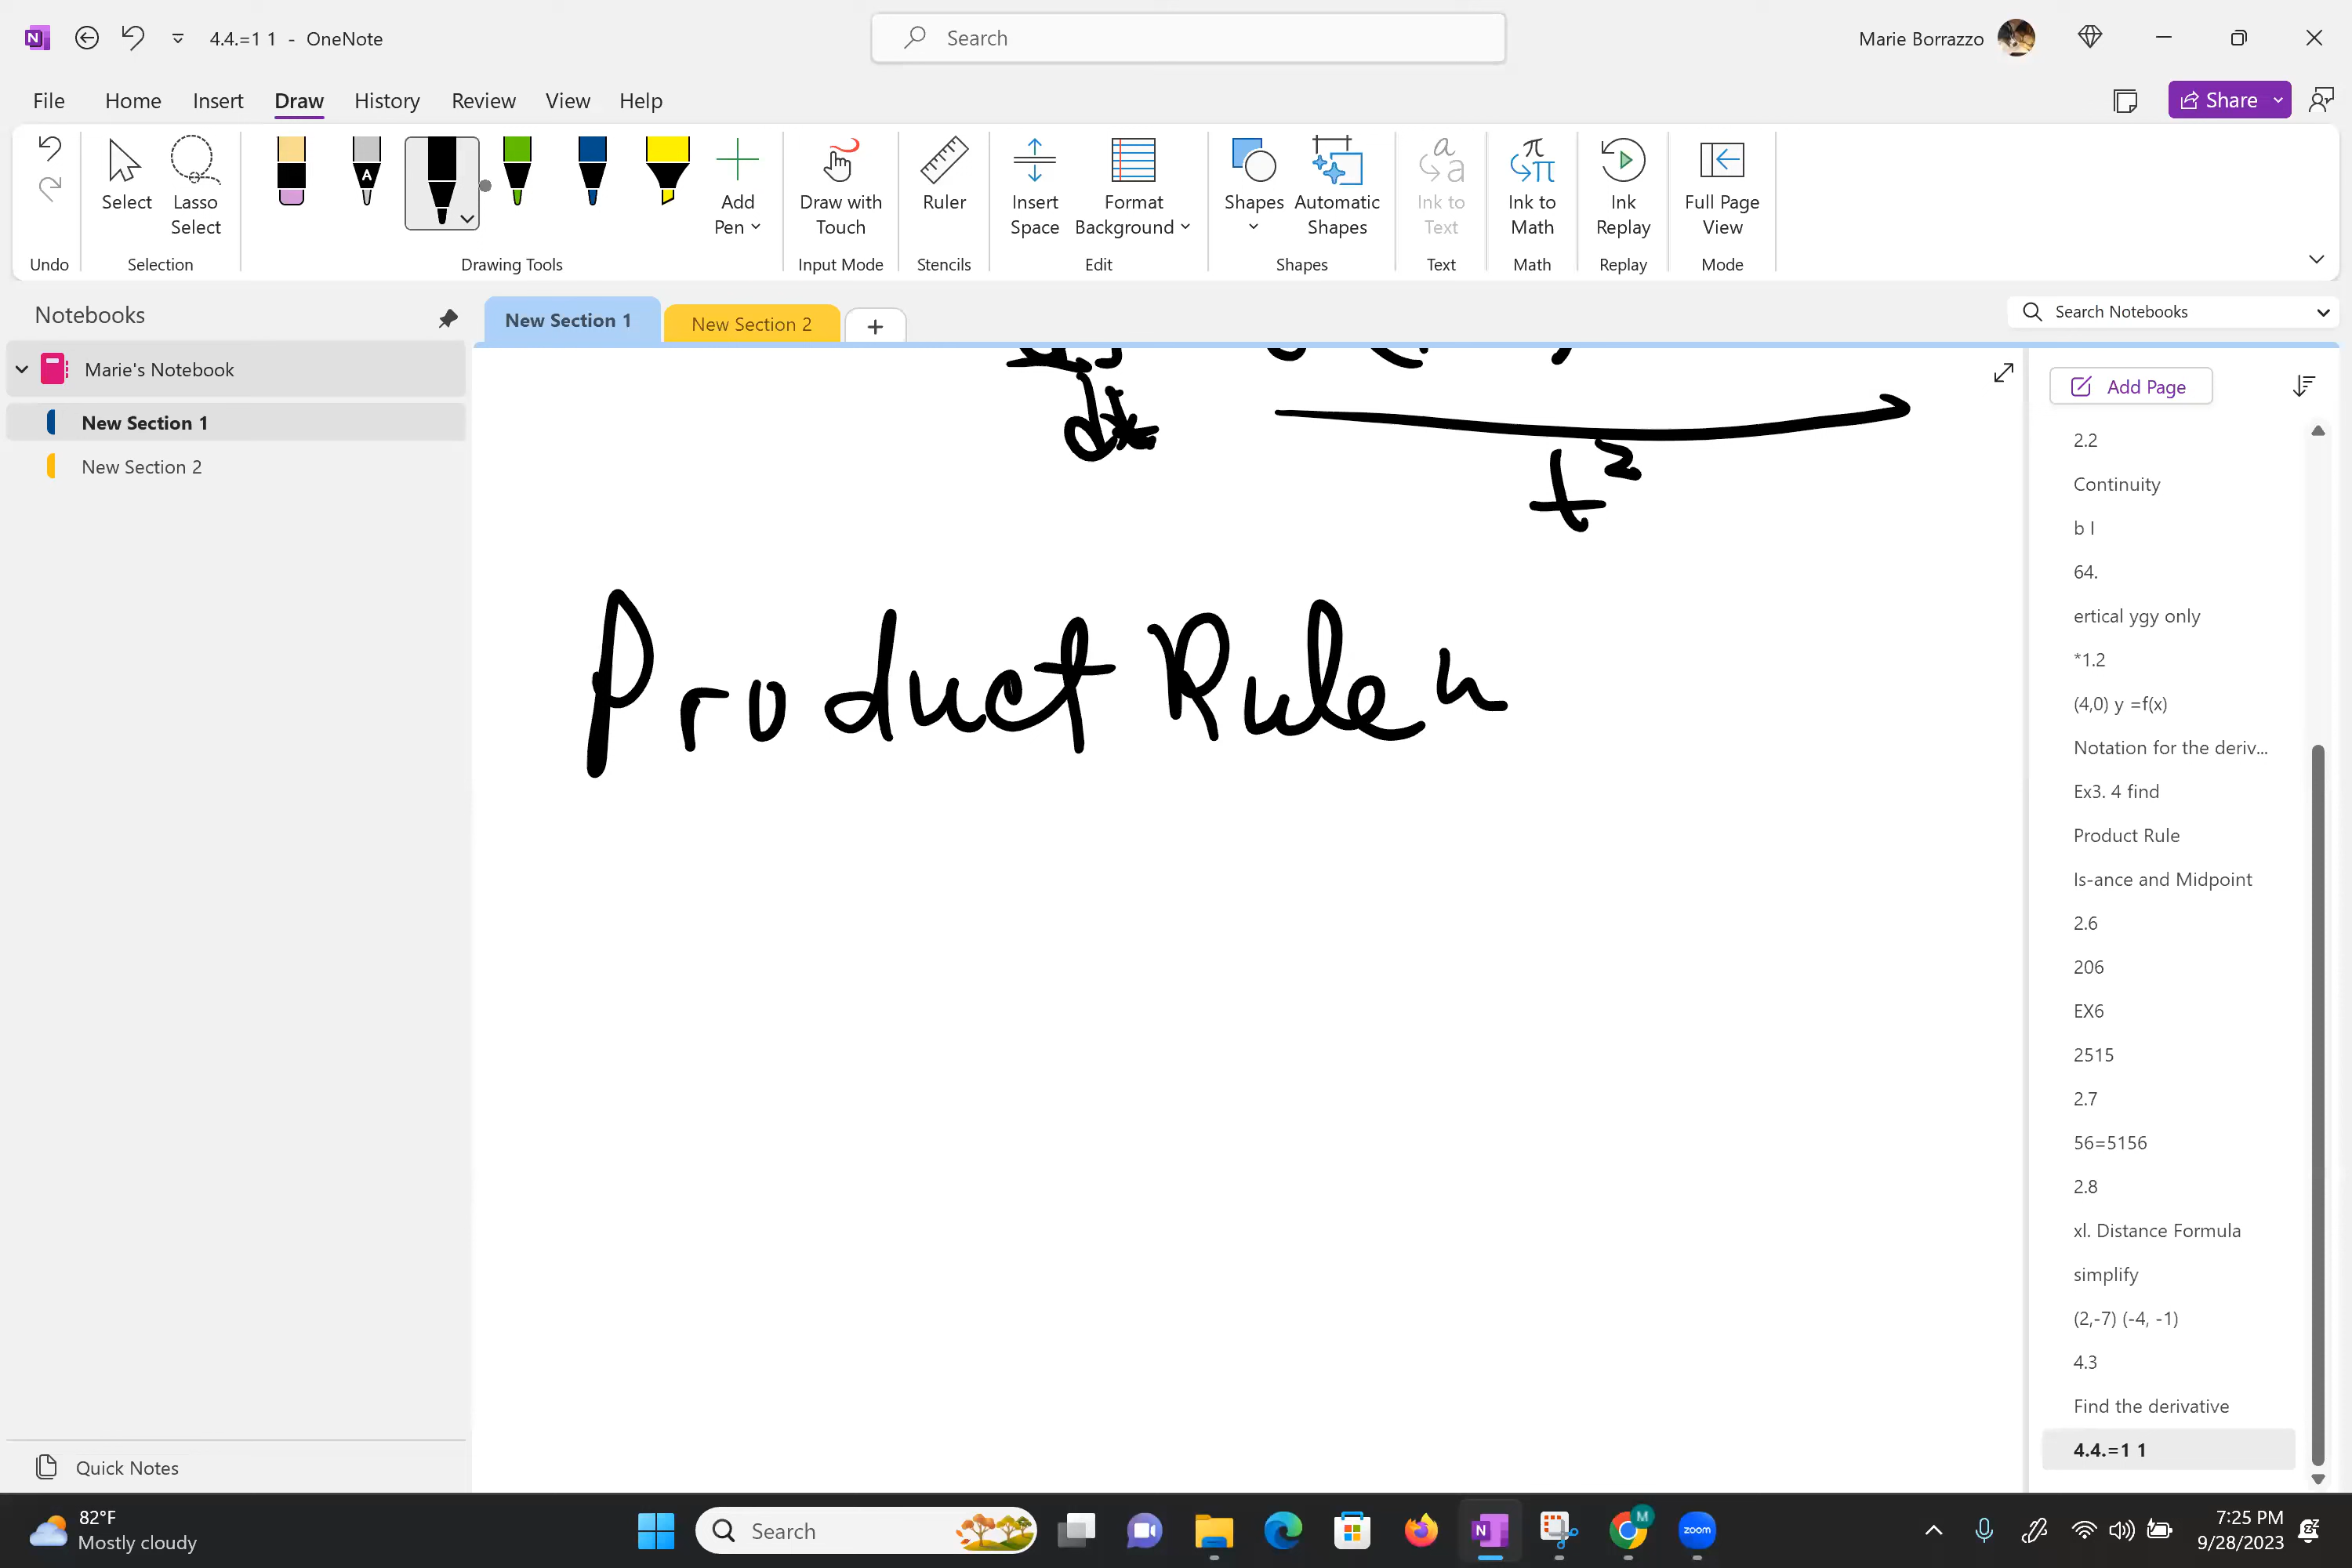 4.4.=1 1 - OneNote
Search
Marie Borrazzo
File Home Insert Draw History Review View Help
Share
Select
Lasso Select
Add Pen
Draw with Touch
Ruler
Insert Space
Format Background
Shapes
Automatic Shapes
Ink to Text
Ink to Math
Ink Replay
Full Page View
Undo
Selection
Drawing Tools
Input Mode
Stencils
Edit
Shapes
Text
Math
Replay
Mode
Notebooks
Marie's Notebook
New Section 1
New Section 2
Quick Notes
New Section 1
New Section 2
Search Notebooks
dx
t²
Product Rule
Add Page
2.2
Continuity
b I
64.
ertical ygy only
*1.2
(4,0) y =f(x)
Notation for the deriv...
Ex3. 4 find
Product Rule
Is-ance and Midpoint
2.6
206
EX6
2515
2.7
56=5156
2.8
xl. Distance Formula
simplify
(2,-7) (-4, -1)
4.3
Find the derivative
4.4.=1 1
82°F
Mostly cloudy
Search
zoom
7:25 PM
9/28/2023